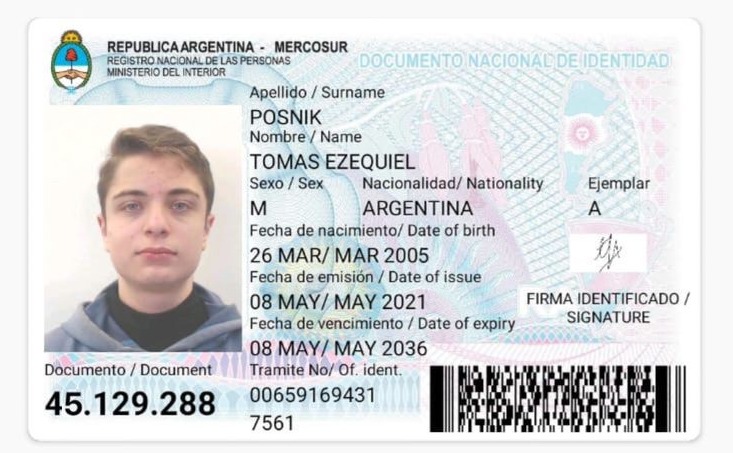 REPUBLICA ARGENTINA - MERCOSUR
REGISTRO NACIONAL DE LAS PERSONAS
MINISTERIO DEL INTERIOR
DOCUMENTO NACIONAL DE IDENTIDAD
Apellido / Surname
POSNIK
Nombre / Name
TOMAS EZEQUIEL
Sexo / Sex Nacionalidad/ Nationality Ejemplar
M ARGENTINA A
Fecha de nacimiento/ Date of birth
26 MAR/ MAR 2005
Fecha de emisión / Date of issue
08 MAY/ MAY 2021
FIRMA IDENTIFICADO /
SIGNATURE
Fecha de vencimiento / Date of expiry
08 MAY/ MAY 2036
Documento / Document
45.129.288
Tramite No/ Of. ident.
00659169431
7561